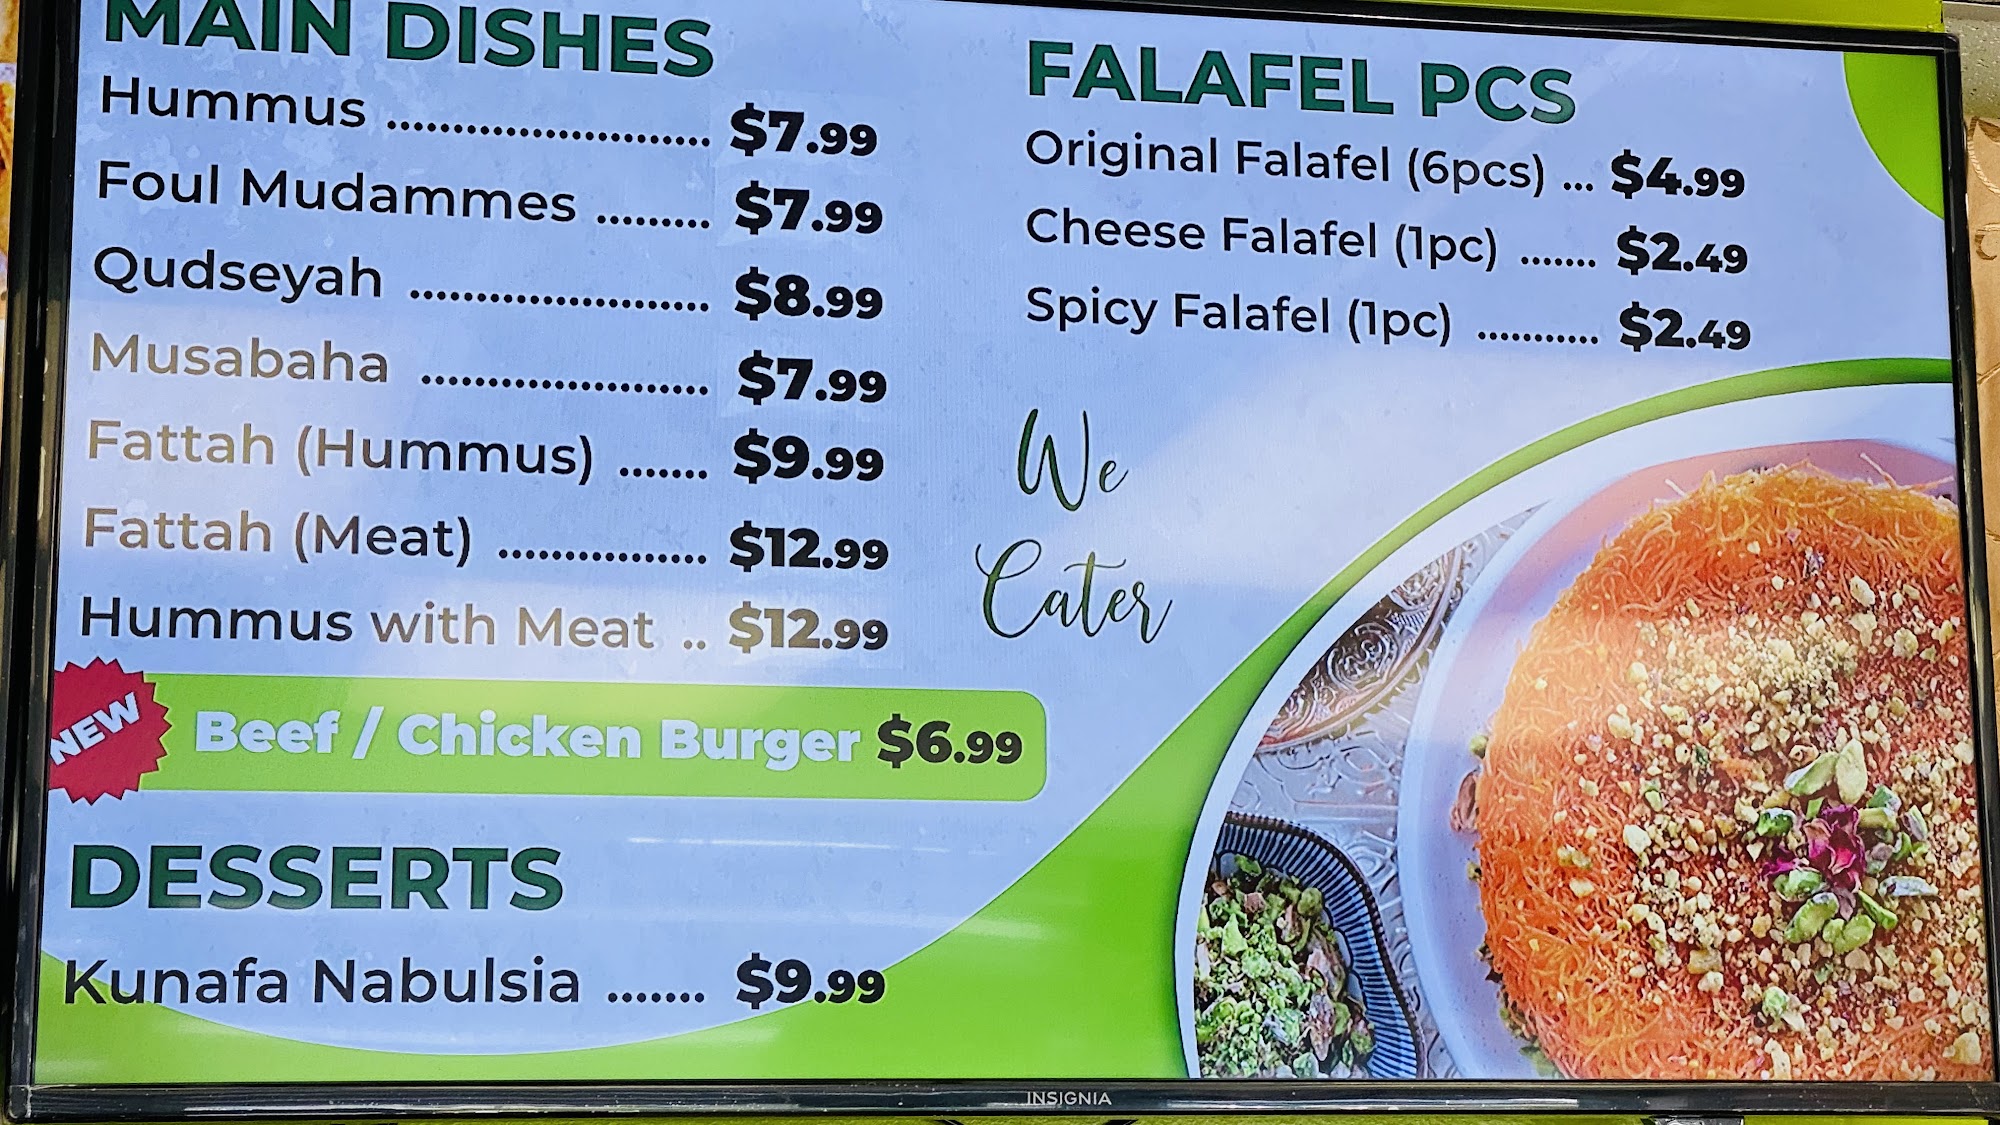 MAIN DISHES
Hummus ........................ $7.99
Foul Mudammes ......... $7.99
Qudseyah ....................... $8.99
Musabaha ...................... $7.99
Fattah (Hummus) ....... $9.99
Fattah (Meat) ................ $12.99
Hummus with Meat .. $12.99
NEW
Beef / Chicken Burger $6.99
DESSERTS
Kunafa Nabulsia ....... $9.99
FALAFEL PCS
Original Falafel (6pcs) ... $4.99
Cheese Falafel (1pc) ....... $2.49
Spicy Falafel (1pc) ........... $2.49
We
Cater
INSIGNIA